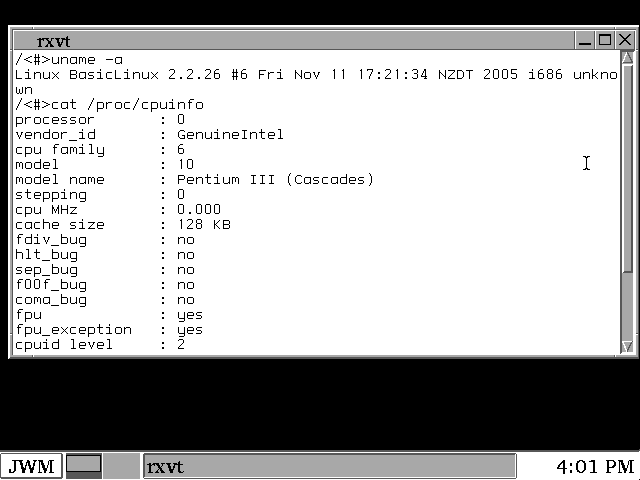 rxvt
/<#>uname -a
Linux BasicLinux 2.2.26 #6 Fri Nov 11 17:21:34 NZDT 2005 i686 unkno
wn
/<#>cat /proc/cpuinfo
processor       : 0
vendor_id       : GenuineIntel
cpu family      : 6
model           : 10
model name      : Pentium III (Cascades)
stepping        : 0
cpu MHz         : 0.000
cache size      : 128 KB
fdiv_bug        : no
hlt_bug         : no
sep_bug         : no
f00f_bug        : no
coma_bug        : no
fpu             : yes
fpu_exception   : yes
cpuid level     : 2
JWM rxvt 4:01 PM